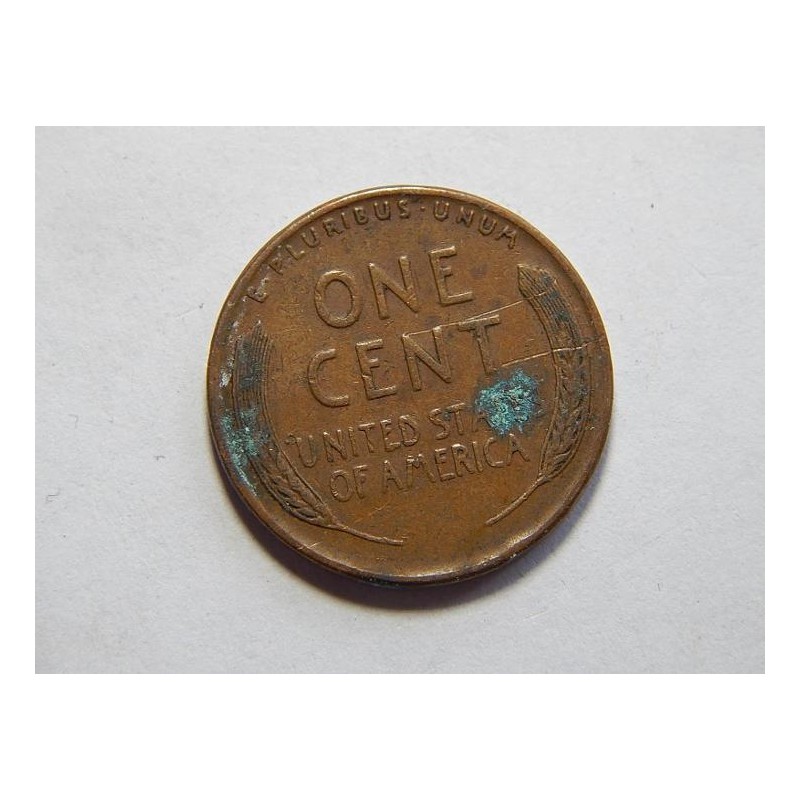 E·PLURIBUS·UNUM
ONE
CENT
UNITED STATES
OF AMERICA